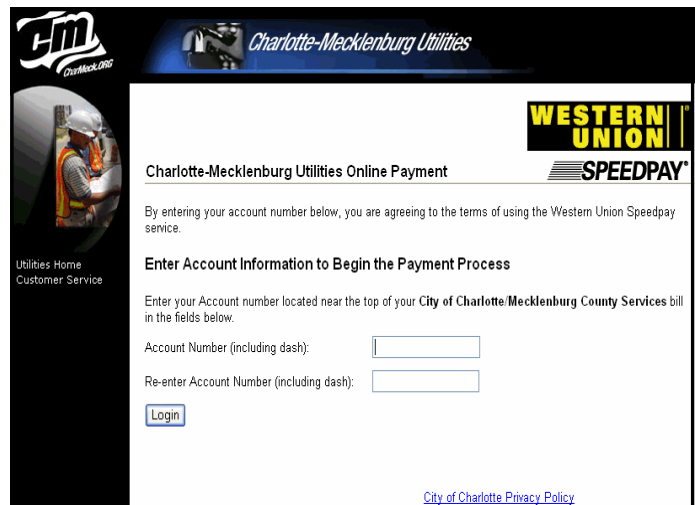 CM
CharMeck.ORG
Charlotte-Mecklenburg Utilities
WESTERN
UNION
SPEEDPAY®
Charlotte-Mecklenburg Utilities Online Payment
By entering your account number below, you are agreeing to the terms of using the Western Union Speedpay
service.
Utilities Home
Customer Service
Enter Account Information to Begin the Payment Process
Enter your Account number located near the top of your City of Charlotte/Mecklenburg County Services bill
in the fields below.
Account Number (including dash):
Re-enter Account Number (including dash):
Login
City of Charlotte Privacy Policy